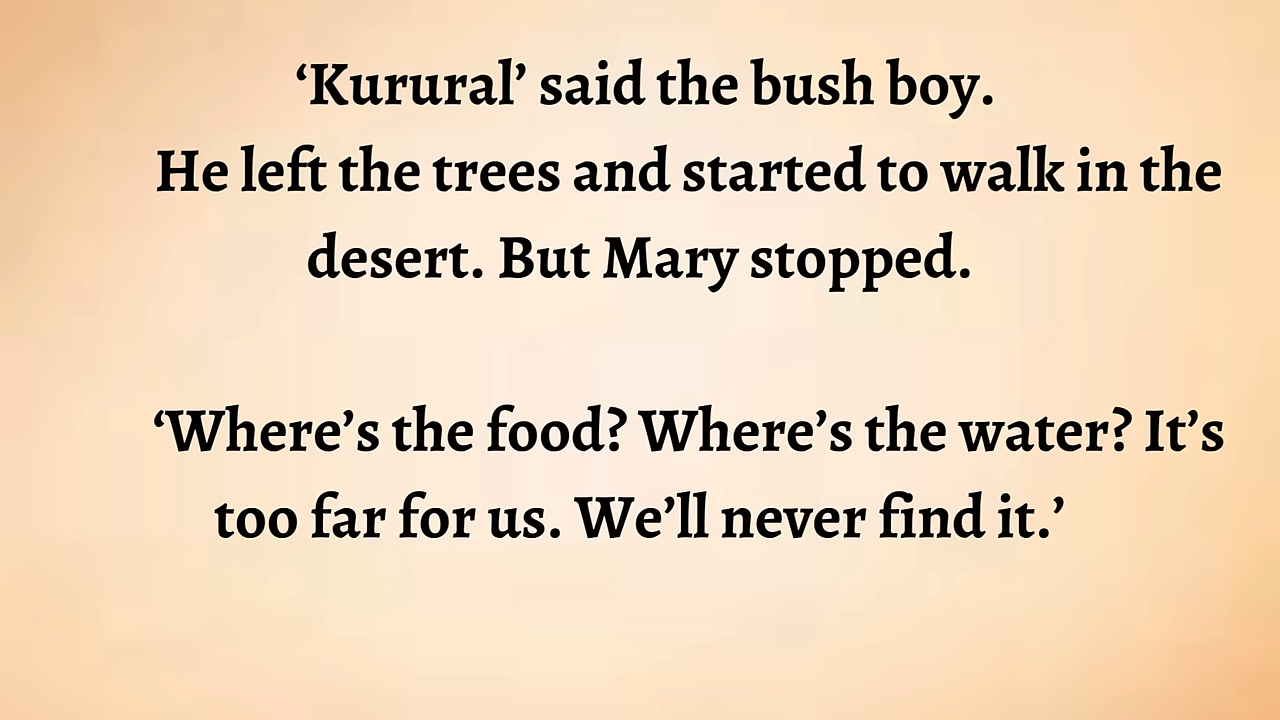 ‘Kurural’ said the bush boy.
He left the trees and started to walk in the
desert. But Mary stopped.
‘Where’s the food? Where’s the water? It’s
too far for us. We’ll never find it.’